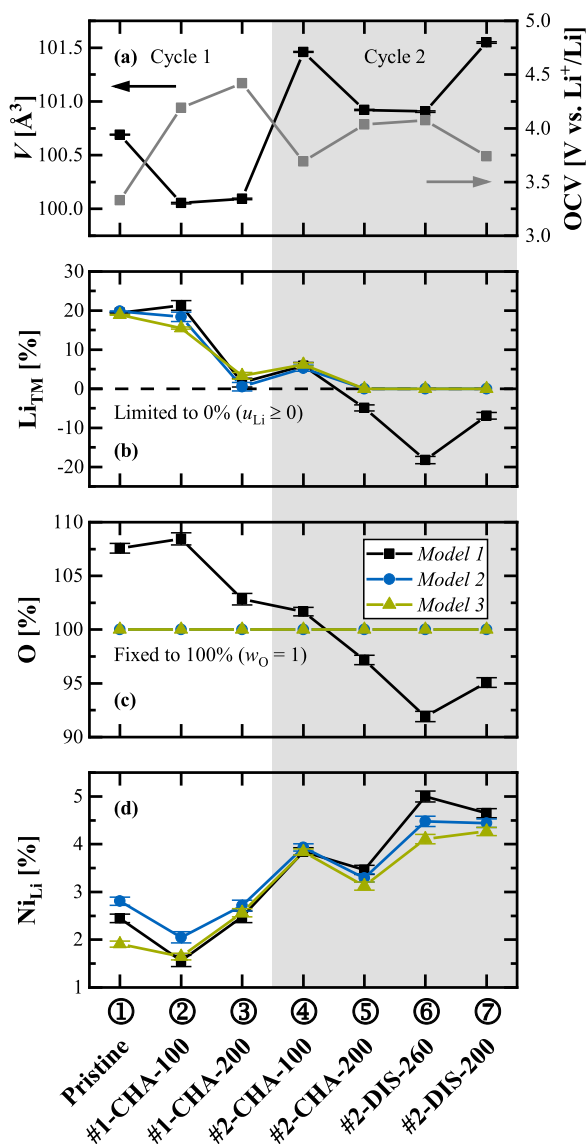 (a) Cycle 1 Cycle 2
V [Å³]
101.5
101.0
100.5
100.0
OCV [V vs. Li⁺/Li]
5.0
4.5
4.0
3.5
3.0
Li_TM [%]
30
20
10
0
-10
-20
Limited to 0% (u_Li ≥ 0)
(b)
O [%]
110
105
100
95
90
Model 1
Model 2
Model 3
Fixed to 100% (w_O = 1)
(c)
(d)
Ni_Li [%]
5
4
3
2
1
① ② ③ ④ ⑤ ⑥ ⑦
Pristine
#1-CHA-100
#1-CHA-200
#2-CHA-100
#2-CHA-200
#2-DIS-260
#2-DIS-200